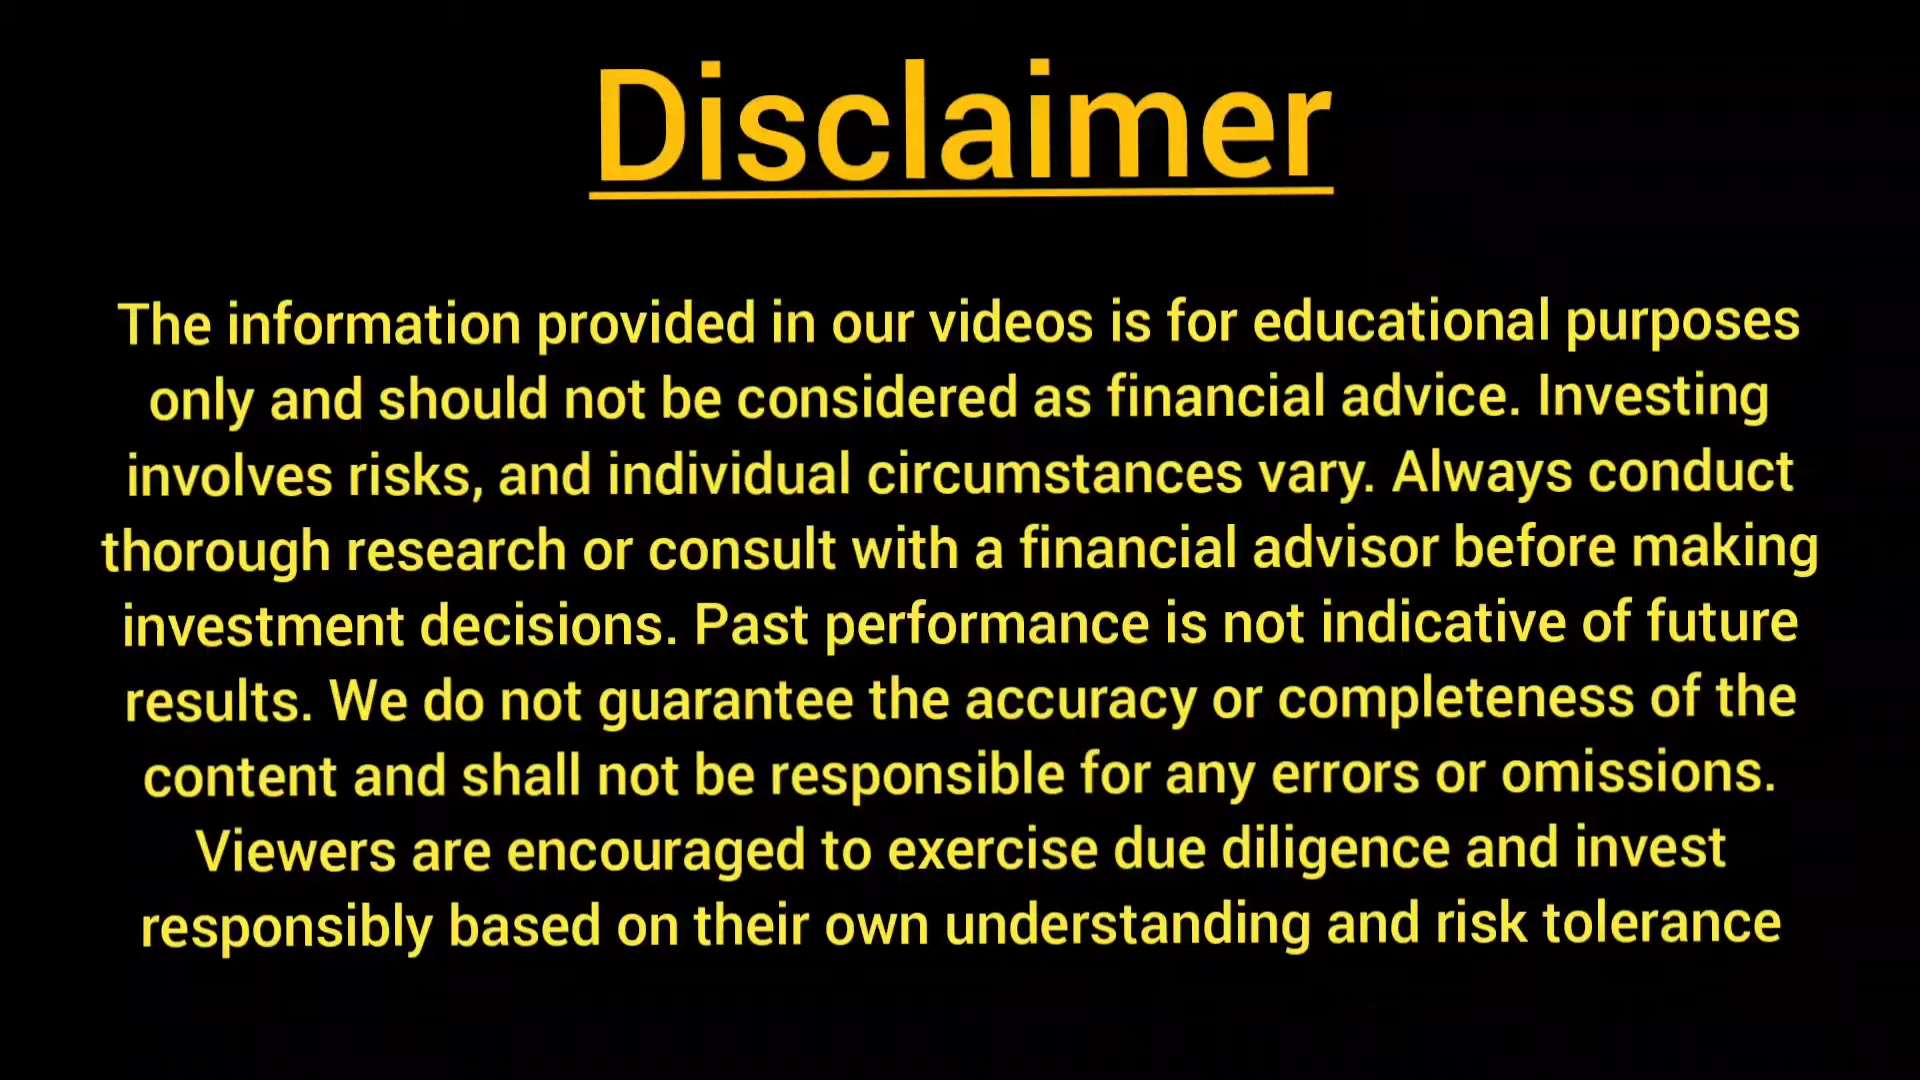 Disclaimer
The information provided in our videos is for educational purposes
only and should not be considered as financial advice. Investing
involves risks, and individual circumstances vary. Always conduct
thorough research or consult with a financial advisor before making
investment decisions. Past performance is not indicative of future
results. We do not guarantee the accuracy or completeness of the
content and shall not be responsible for any errors or omissions.
Viewers are encouraged to exercise due diligence and invest
responsibly based on their own understanding and risk tolerance